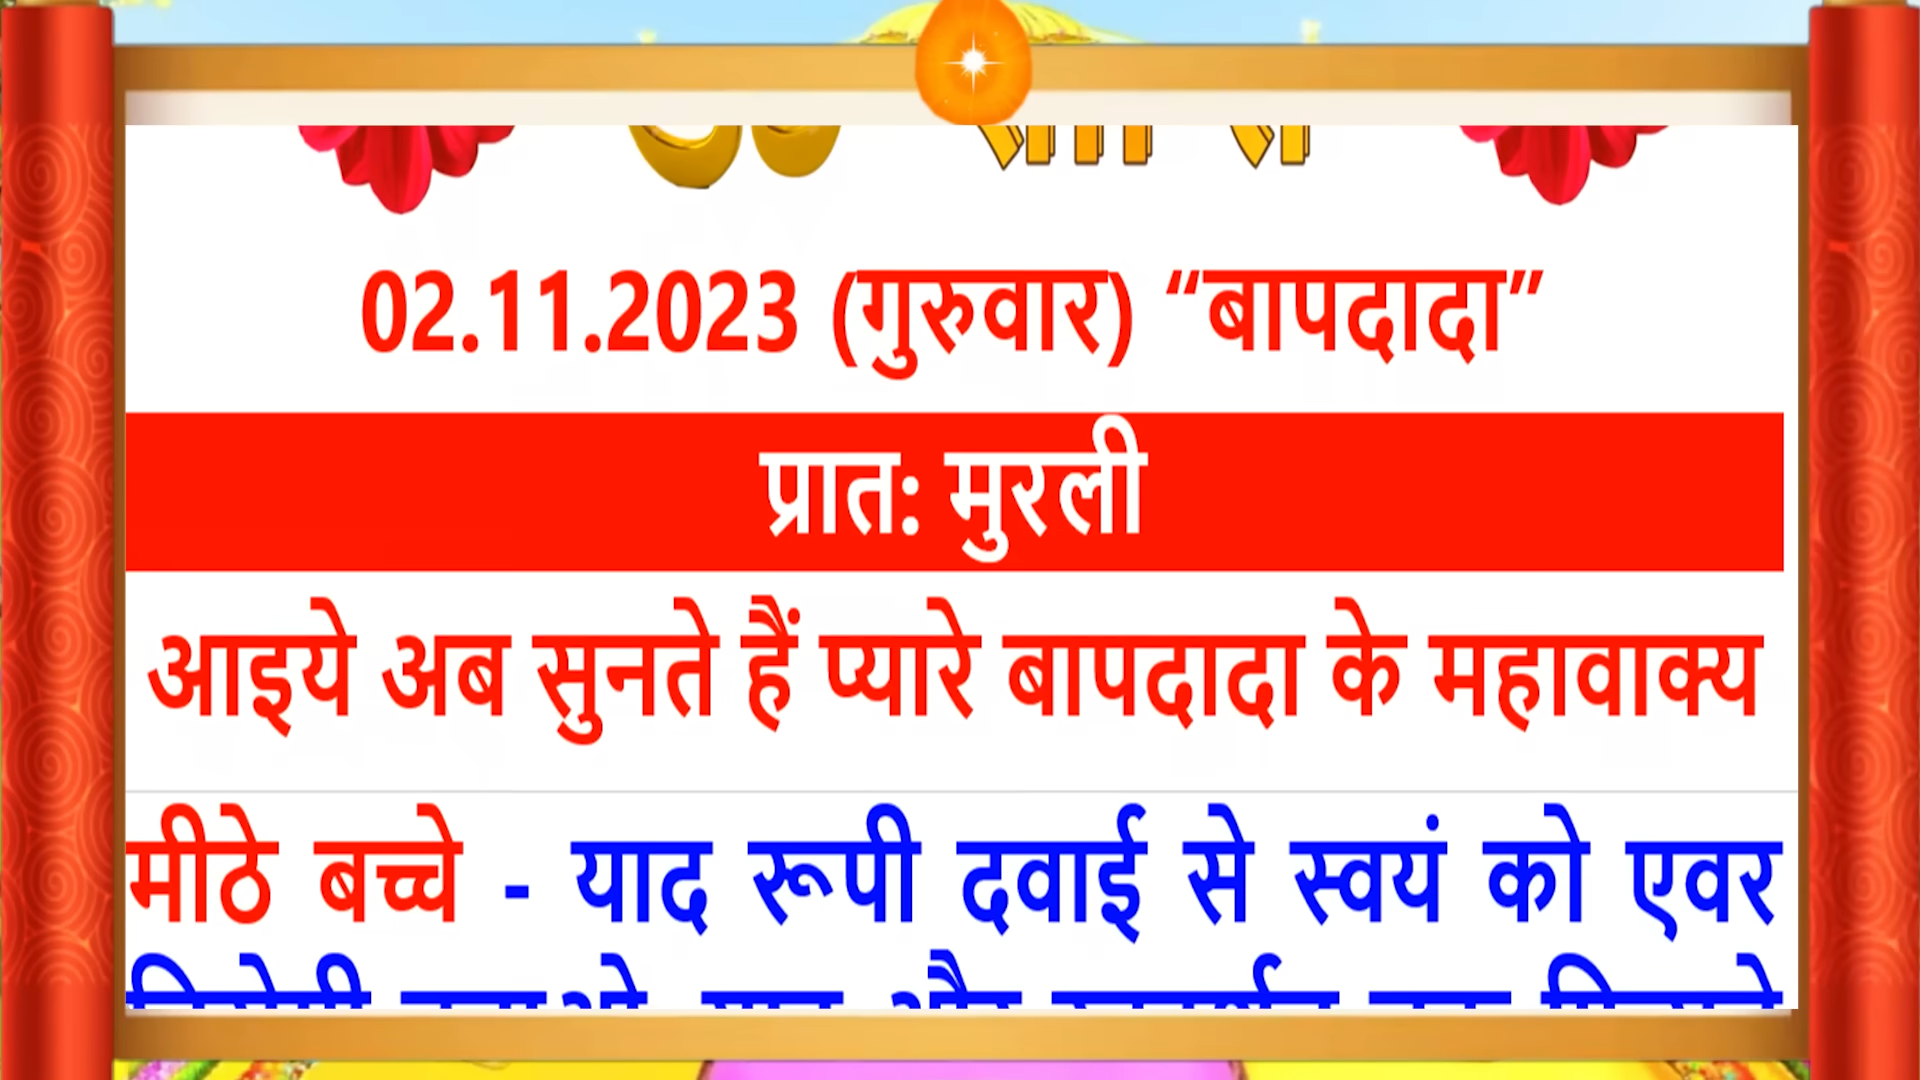 02.11.2023 (गुरुवार) “बापदादा”
प्रात: मुरली
आइये अब सुनते हैं प्यारे बापदादा के महावाक्य
मीठे बच्चे - याद रूपी दवाई से स्वयं को एवर